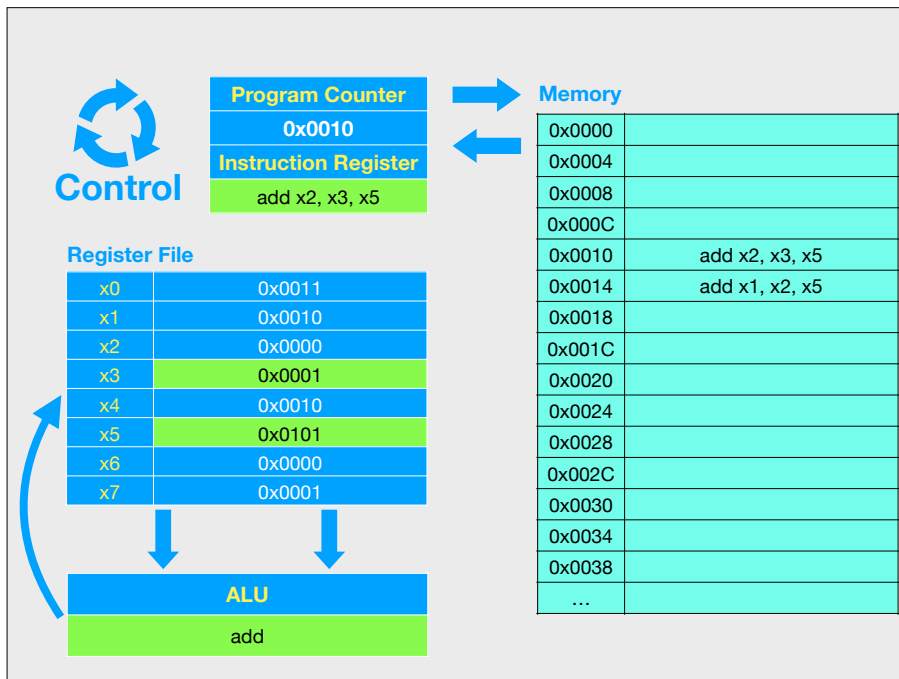 Program Counter
0x0010
Instruction Register
add x2, x3, x5
Control
Register File
x0 0x0011
x1 0x0010
x2 0x0000
x3 0x0001
x4 0x0010
x5 0x0101
x6 0x0000
x7 0x0001
ALU
add
Memory
0x0000
0x0004
0x0008
0x000C
0x0010 add x2, x3, x5
0x0014 add x1, x2, x5
0x0018
0x001C
0x0020
0x0024
0x0028
0x002C
0x0030
0x0034
0x0038
…